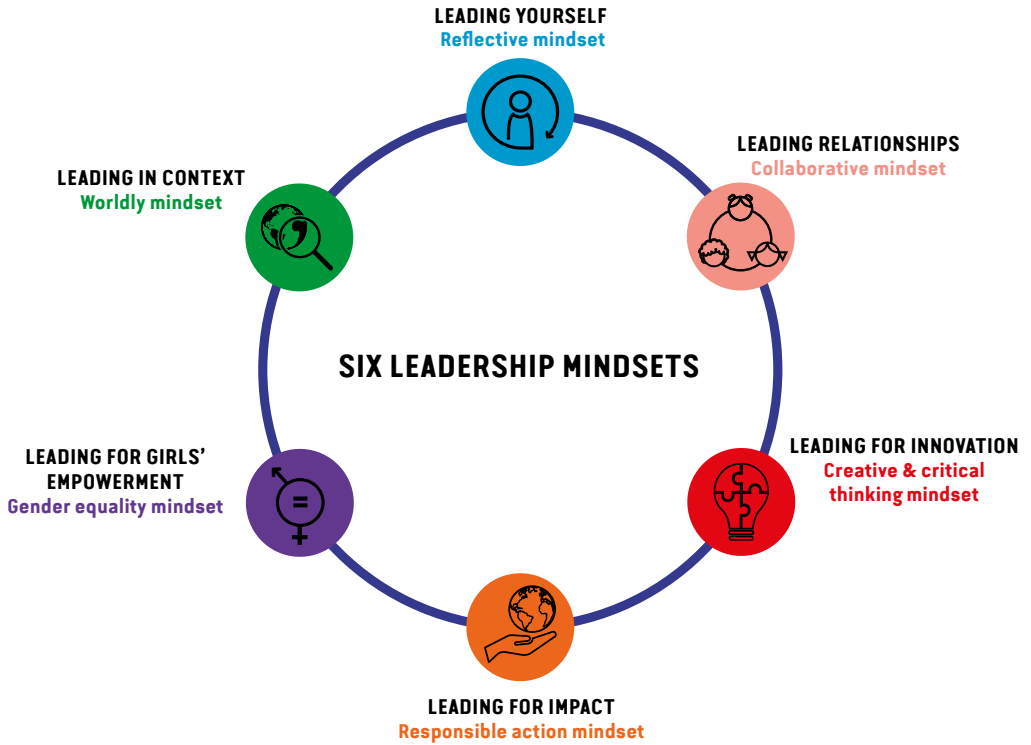 LEADING YOURSELF
Reflective mindset
LEADING RELATIONSHIPS
Collaborative mindset
LEADING IN CONTEXT
Worldly mindset
SIX LEADERSHIP MINDSETS
LEADING FOR INNOVATION
Creative & critical
thinking mindset
LEADING FOR GIRLS'
EMPOWERMENT
Gender equality mindset
=
LEADING FOR IMPACT
Responsible action mindset